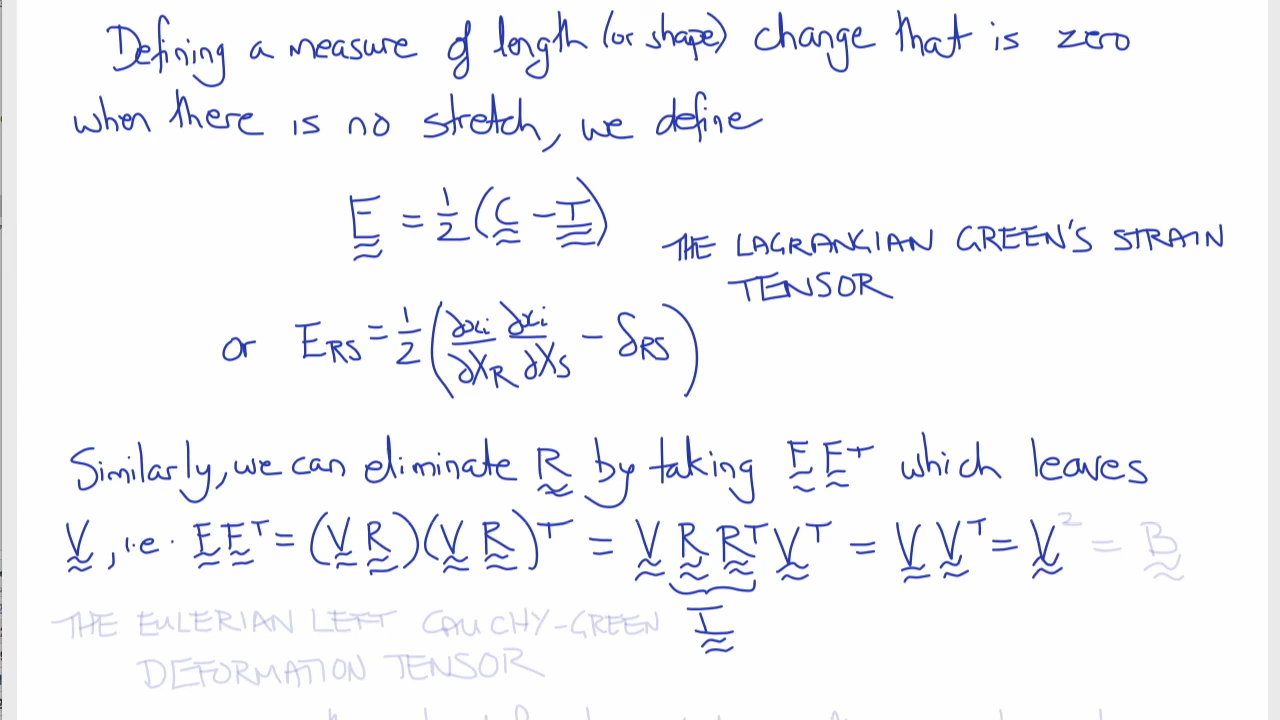 Defining a measure of length (or shape) change that is zero
when there is no stretch, we define
E = 1/2 (C - I)
THE LAGRANGIAN GREEN'S STRAIN
TENSOR
or E_RS = 1/2 (∂x_i/∂X_R ∂x_i/∂X_S - δ_RS)
Similarly, we can eliminate R by taking F F^T which leaves
V, i.e. F F^T = (V R)(V R)^T = V R R^T V^T = V V^T = V^2 = B
I
THE EULERIAN LEFT CAUCHY-GREEN
DEFORMATION TENSOR